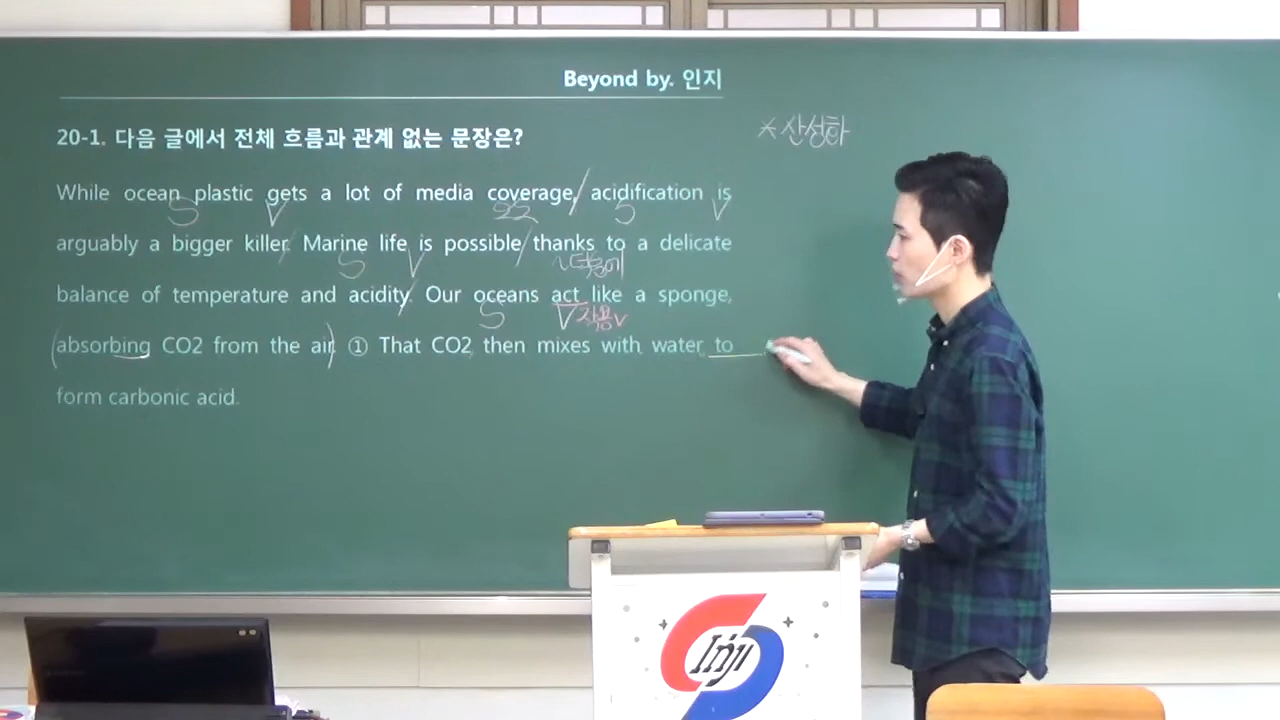 Beyond by. 인지
20-1. 다음 글에서 전체 흐름과 관계 없는 문장은?
* 산성화
While ocean plastic gets a lot of media coverage, acidification is
S V S V
arguably a bigger killer. Marine life is possible thanks to a delicate
S V ~덕분에
balance of temperature and acidity. Our oceans act like a sponge,
S V 작용
absorbing CO2 from the air. ① That CO2 then mixes with water to
form carbonic acid.
Inji